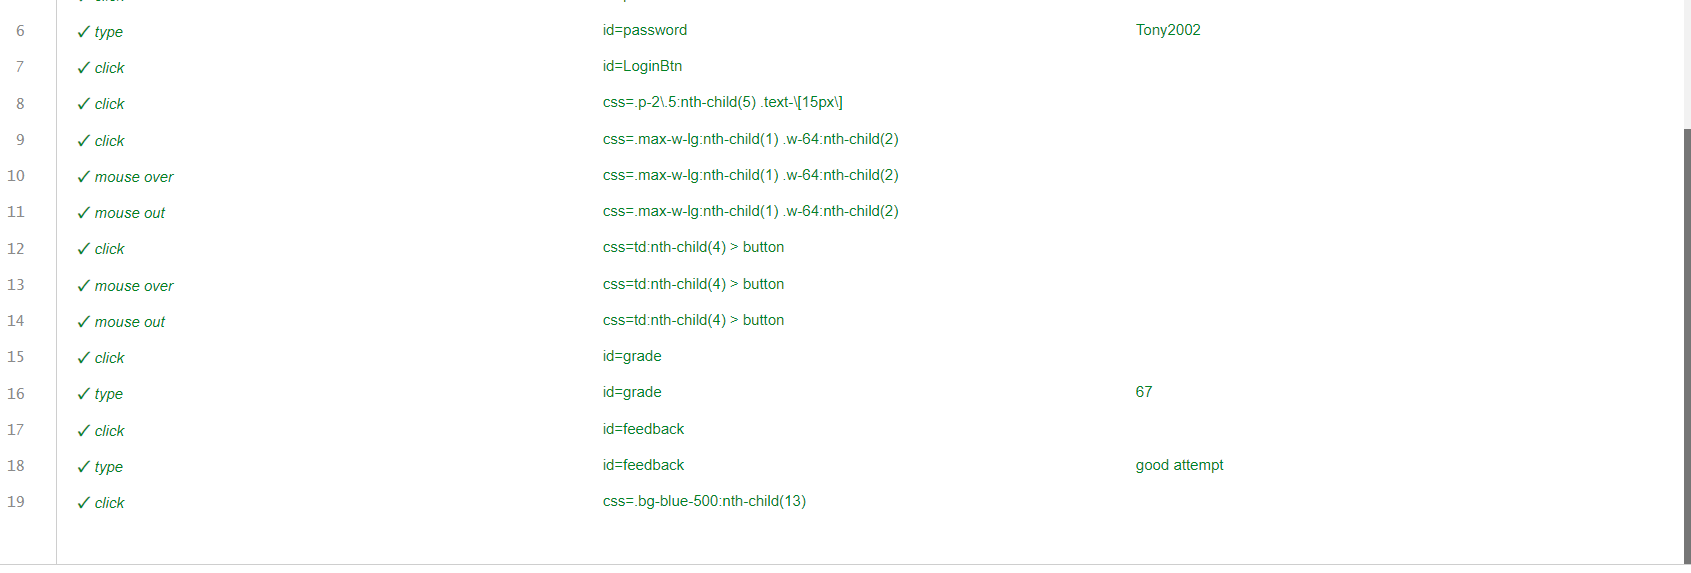 6 ✓ type id=password Tony2002
7 ✓ click id=LoginBtn
8 ✓ click css=.p-2\.5:nth-child(5) .text-\[15px\]
9 ✓ click css=.max-w-lg:nth-child(1) .w-64:nth-child(2)
10 ✓ mouse over css=.max-w-lg:nth-child(1) .w-64:nth-child(2)
11 ✓ mouse out css=.max-w-lg:nth-child(1) .w-64:nth-child(2)
12 ✓ click css=td:nth-child(4) > button
13 ✓ mouse over css=td:nth-child(4) > button
14 ✓ mouse out css=td:nth-child(4) > button
15 ✓ click id=grade
16 ✓ type id=grade 67
17 ✓ click id=feedback
18 ✓ type id=feedback good attempt
19 ✓ click css=.bg-blue-500:nth-child(13)